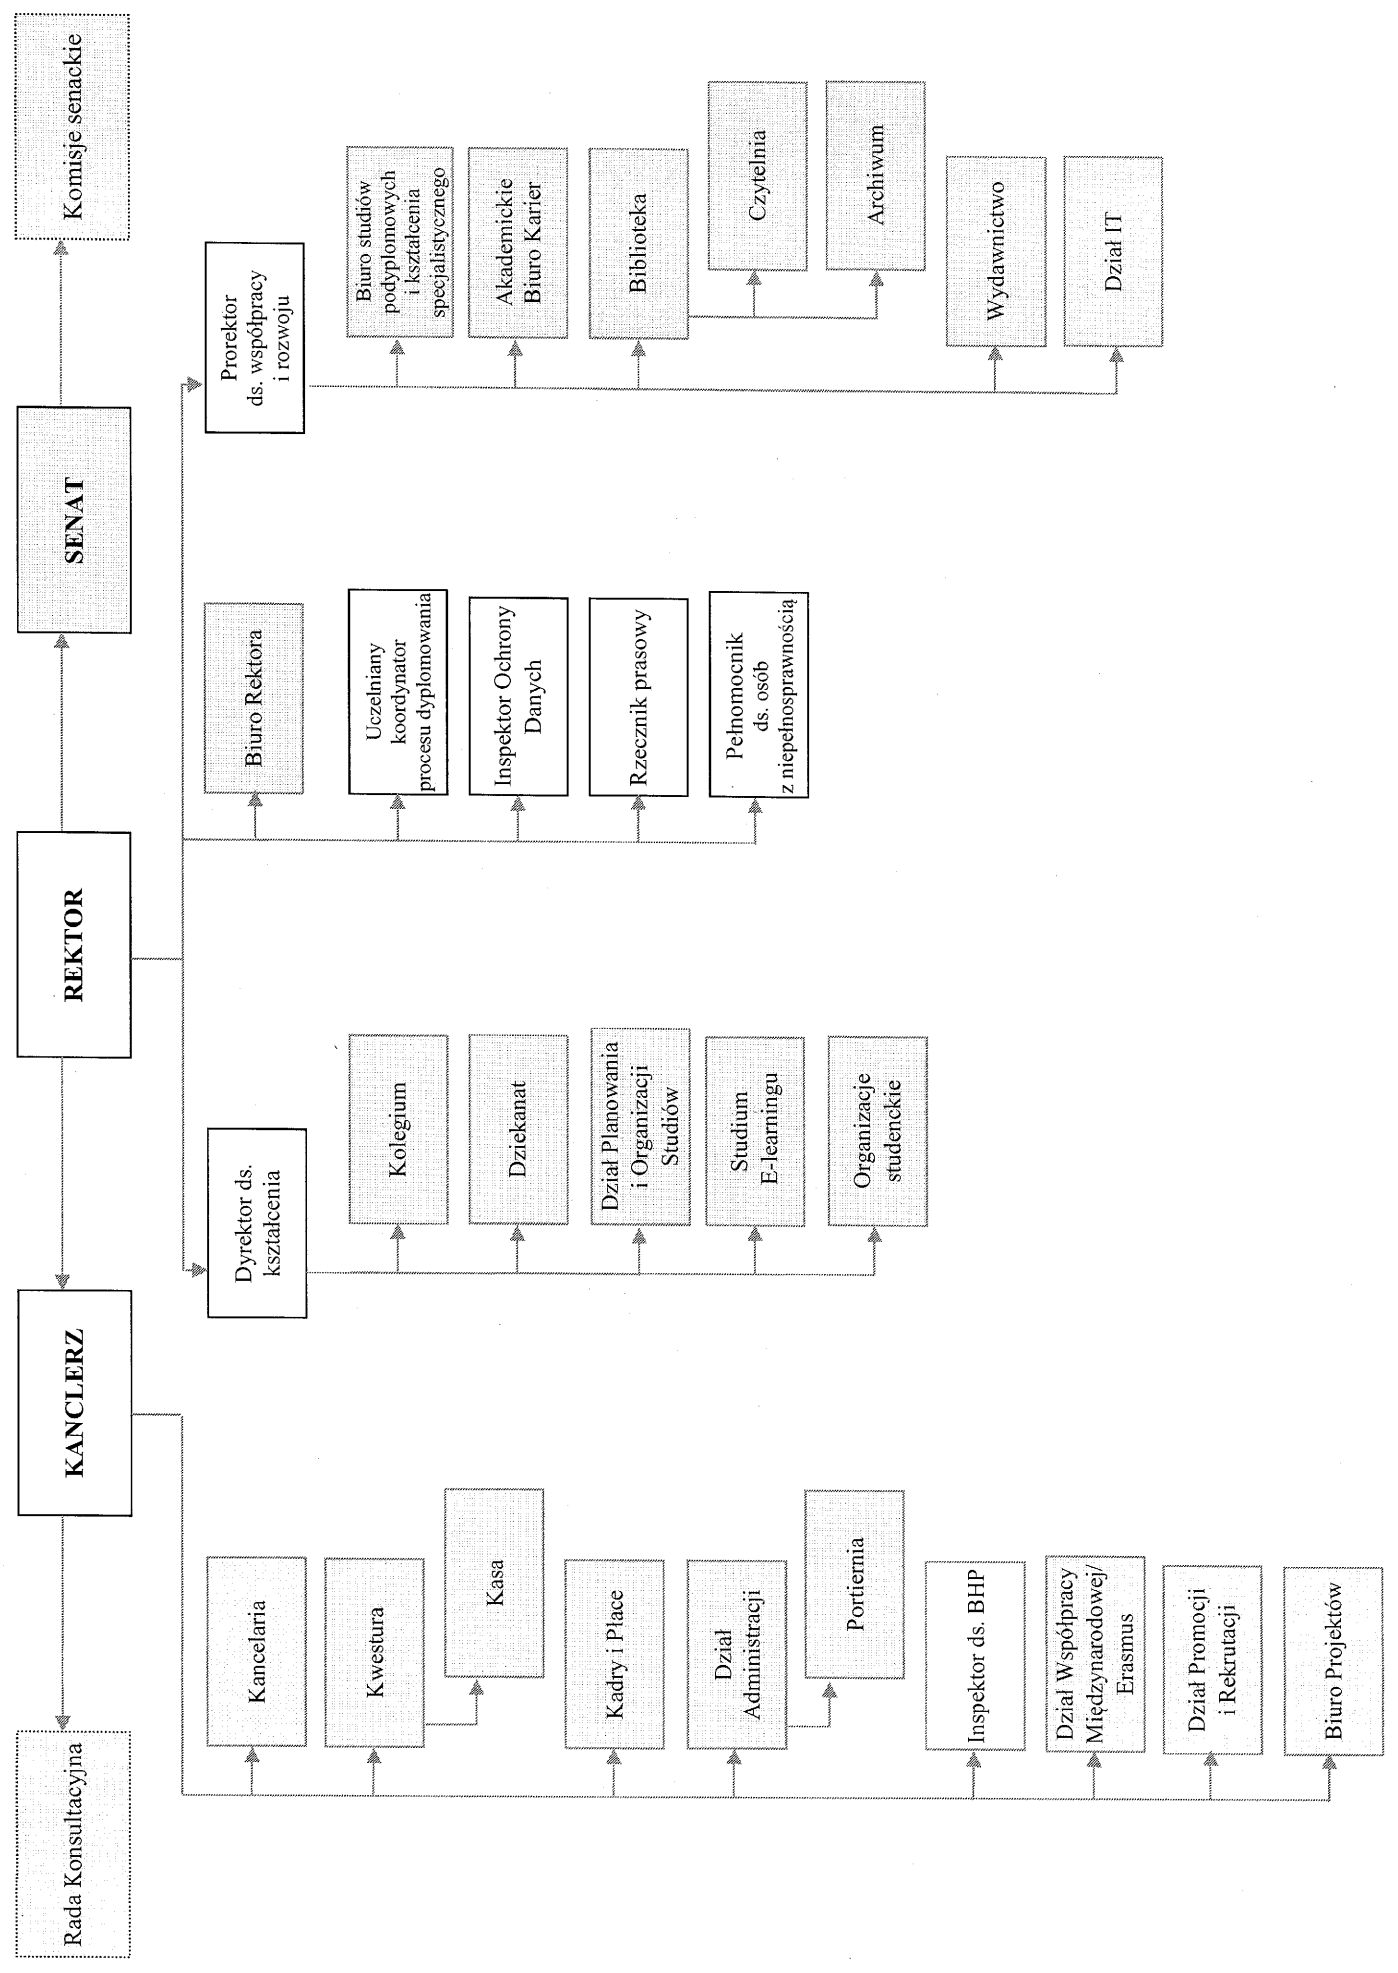 Rada Konsultacyjna
KANCLERZ
REKTOR
SENAT
Komisje senackie
Kancelaria
Kwestura
Kasa
Kadry i Płace
Dział
Administracji
Portiernia
Inspektor ds. BHP
Dział Współpracy
Międzynarodowej/
Erasmus
Dział Promocji
i Rekrutacji
Biuro Projektów
Dyrektor ds.
kształcenia
Kolegium
Dziekanat
Dział Planowania
i Organizacji
Studiów
Studium
E-learningu
Organizacje
studenckie
Biuro Rektora
Uczelniany
koordynator
procesu dyplomowania
Inspektor Ochrony
Danych
Rzecznik prasowy
Pełnomocnik
ds. osób
z niepełnosprawnością
Prorektor
ds. współpracy
i rozwoju
Biuro studiów
podyplomowych
i kształcenia
specjalistycznego
Akademickie
Biuro Karier
Biblioteka
Czytelnia
Archiwum
Wydawnictwo
Dział IT